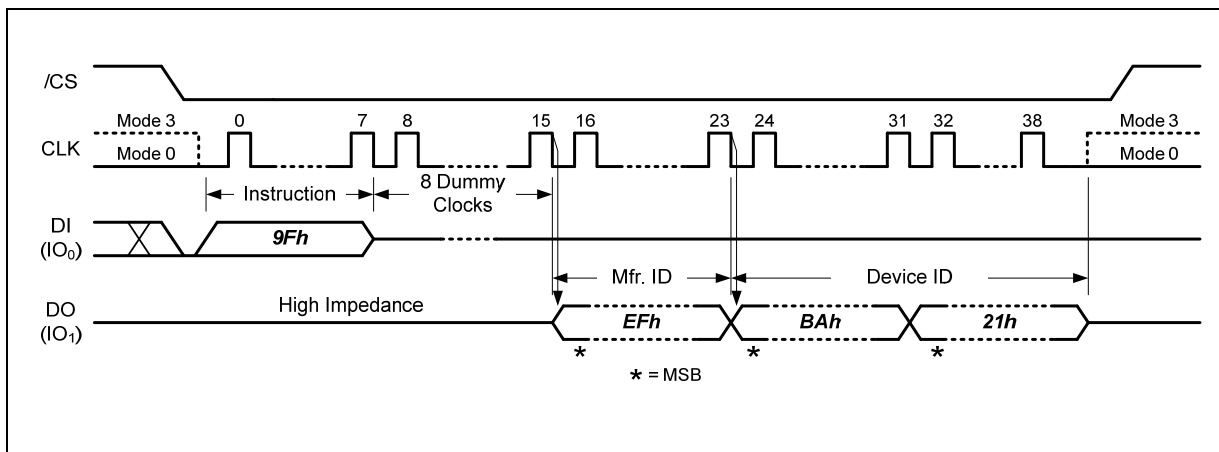 /CS
Mode 3 0 7 8 15 16 23 24 31 32 38 Mode 3
CLK Mode 0 Mode 0
Instruction 8 Dummy
Clocks
DI
(IO₀) 9Fh
Mfr. ID Device ID
DO
(IO₁) High Impedance EFh BAh 21h
* * *
* = MSB